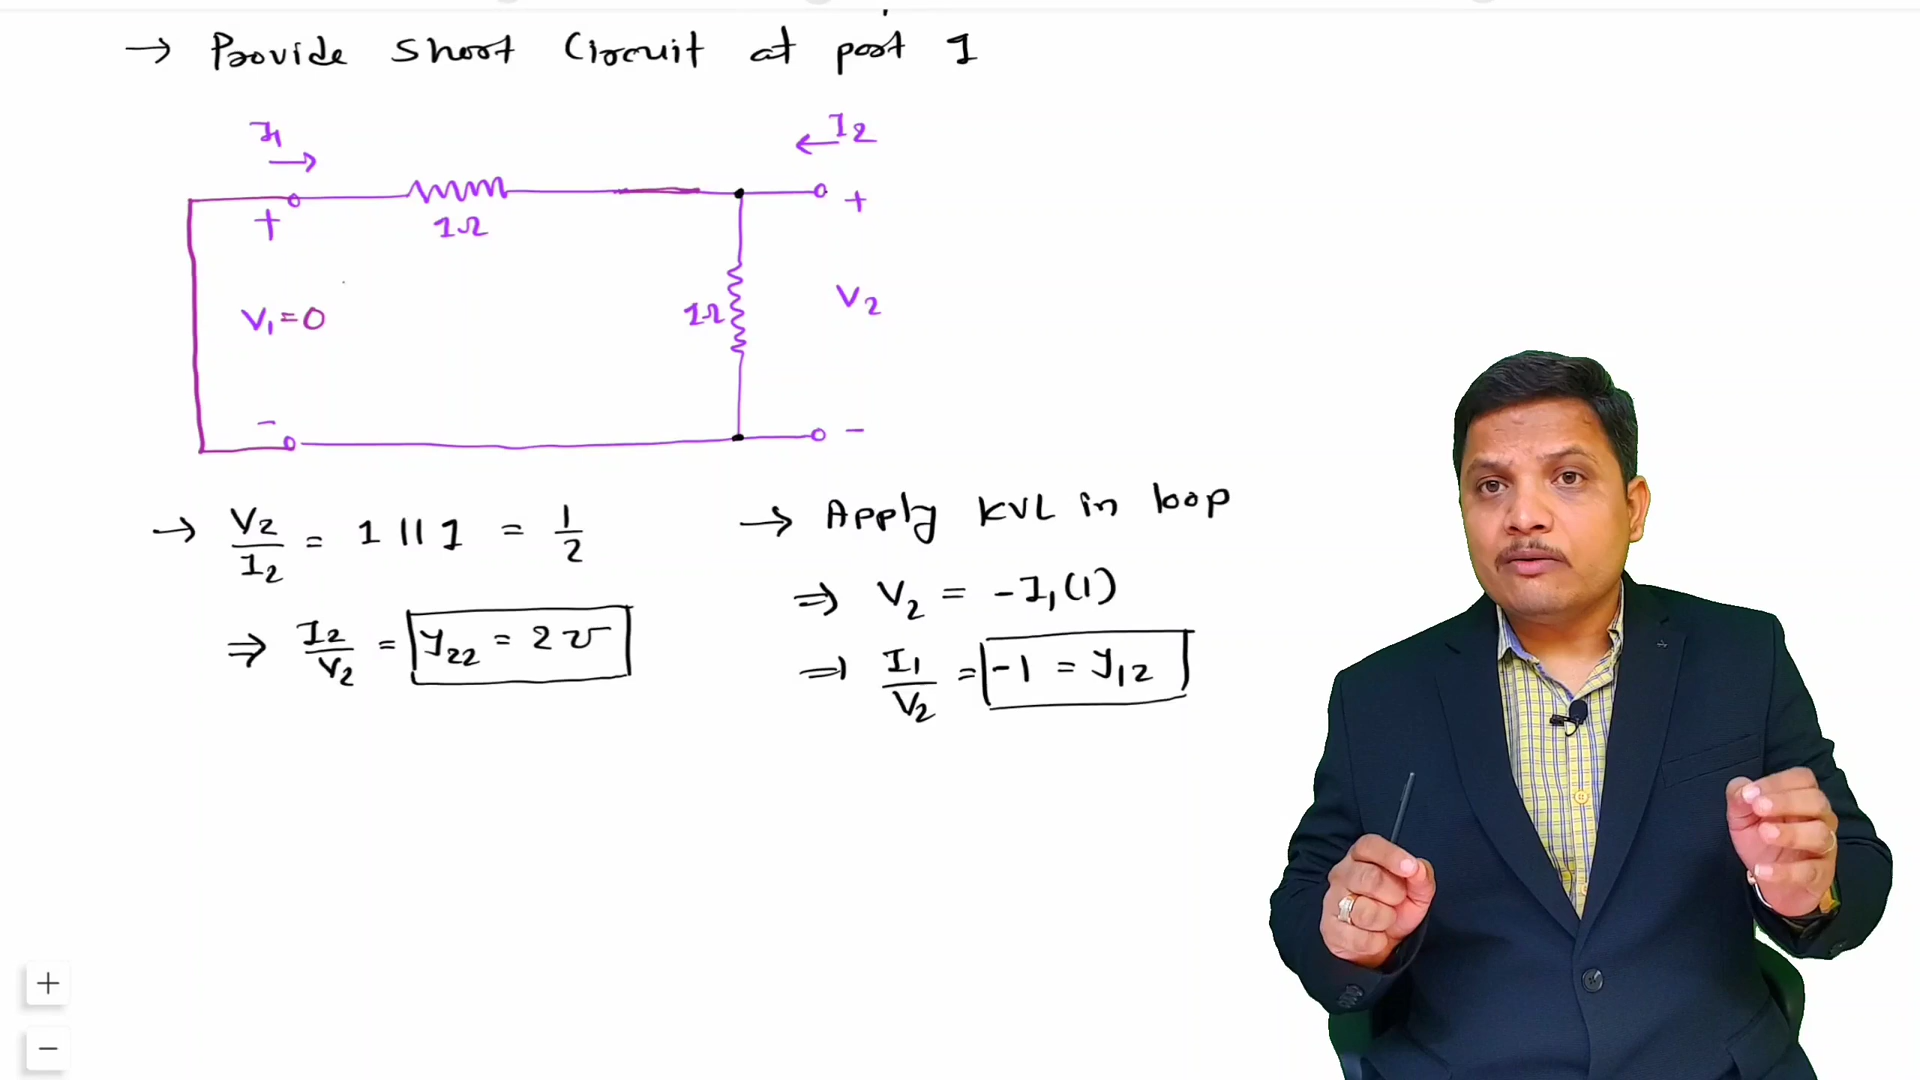 → Provide Short Circuit at port 1
I1 →
← I2
+
+
1Ω
1Ω
V2
V1=0
-
-
→ V2/I2 = 1 || 1 = 1/2
⇒ I2/V2 = y22 = 2 ℧
→ Apply KVL in loop
⇒ V2 = -I1(1)
⇒ I1/V2 = -1 = y12
+
−